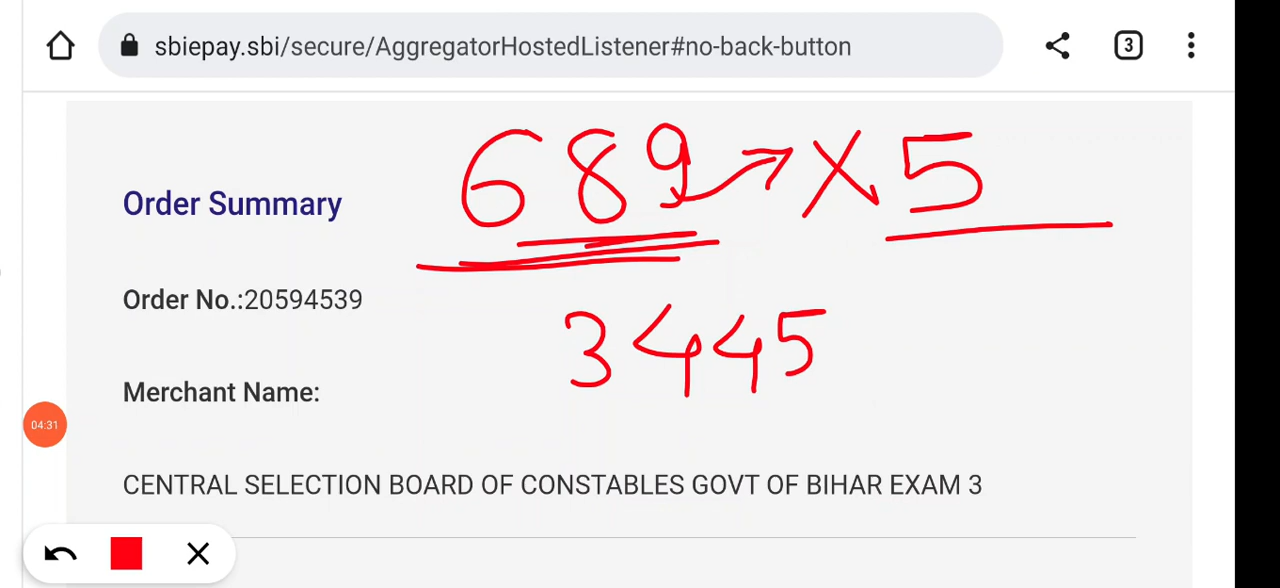 sbiepay.sbi/secure/AggregatorHostedListener#no-back-button
3
689 × 5
Order Summary
Order No.:20594539
3445
Merchant Name:
04:31
CENTRAL SELECTION BOARD OF CONSTABLES GOVT OF BIHAR EXAM 3